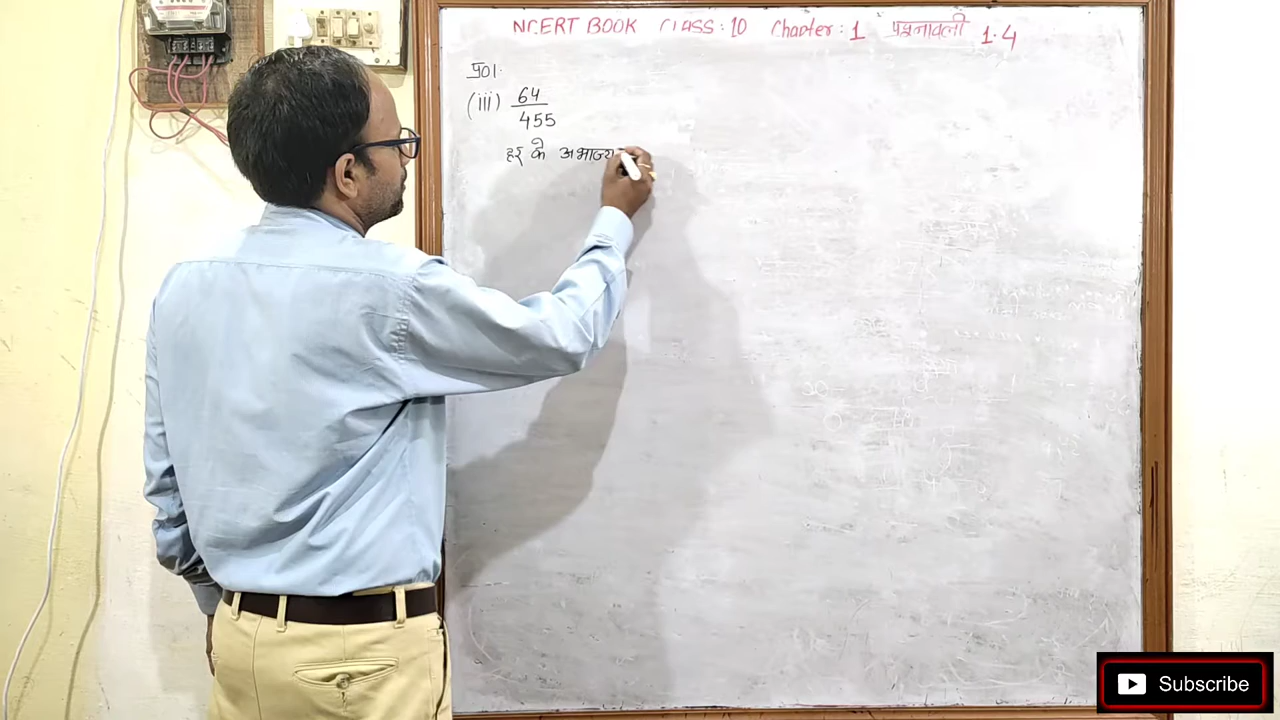 NCERT BOOK CLASS: 10 Chapter: 1 प्रश्नावली 1.4
प्र01.
(iii) 64
455
हर के अभाज्य
Subscribe